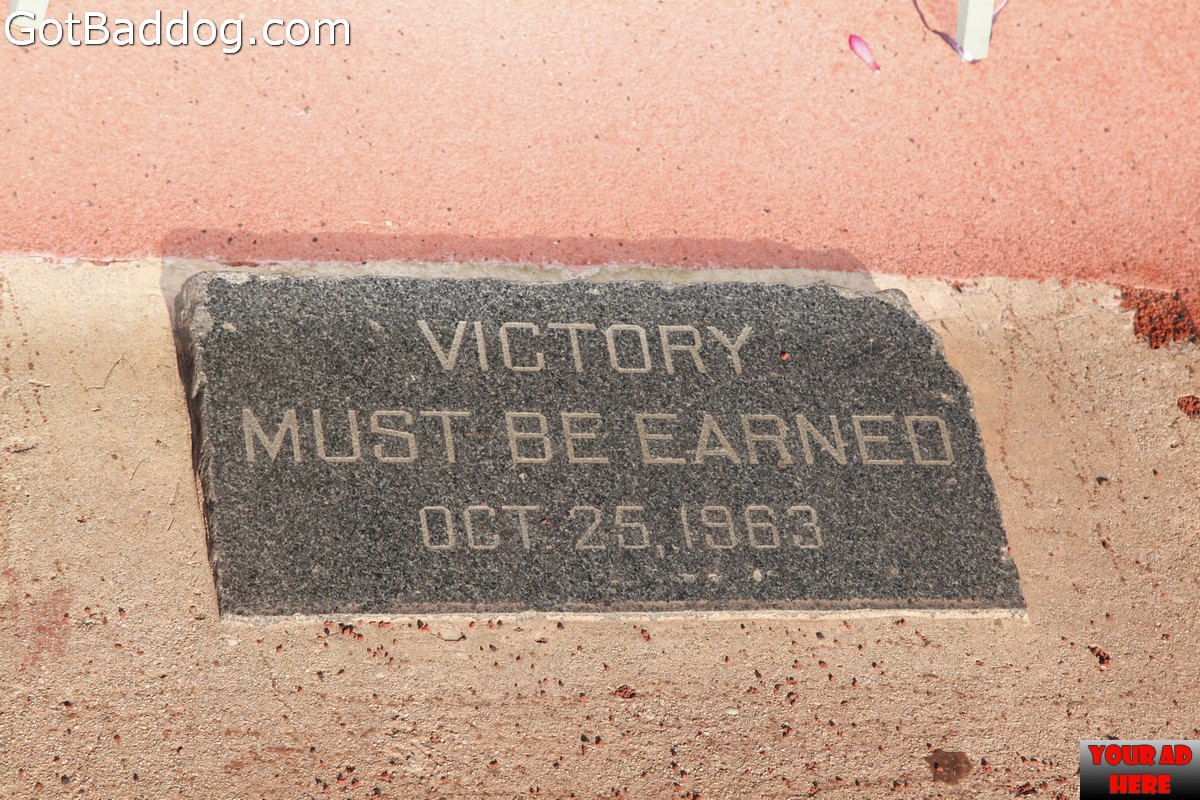 GotBaddog.com
VICTORY
MUST BE EARNED
OCT 25, 1963
YOUR AD
HERE